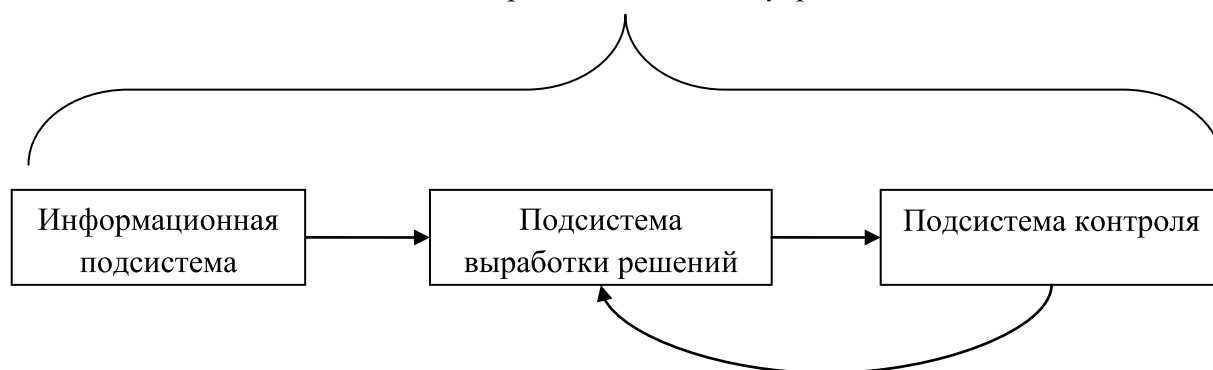 Информационная
подсистема
Подсистема
выработки решений
Подсистема контроля